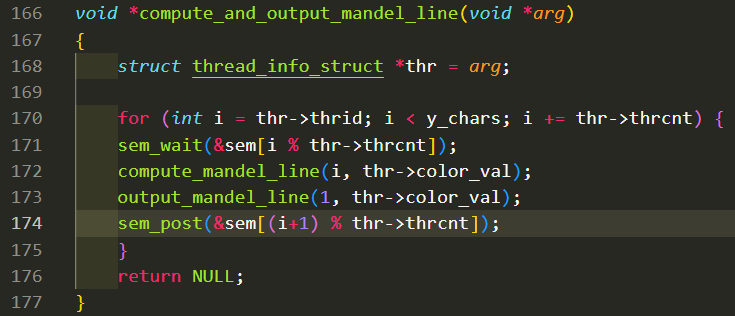 166 void *compute_and_output_mandel_line(void *arg)
167 {
168     struct thread_info_struct *thr = arg;
169
170     for (int i = thr->thrid; i < y_chars; i += thr->thrcnt) {
171     sem_wait(&sem[i % thr->thrcnt]);
172     compute_mandel_line(i, thr->color_val);
173     output_mandel_line(1, thr->color_val);
174     sem_post(&sem[(i+1) % thr->thrcnt]);
175     }
176     return NULL;
177 }